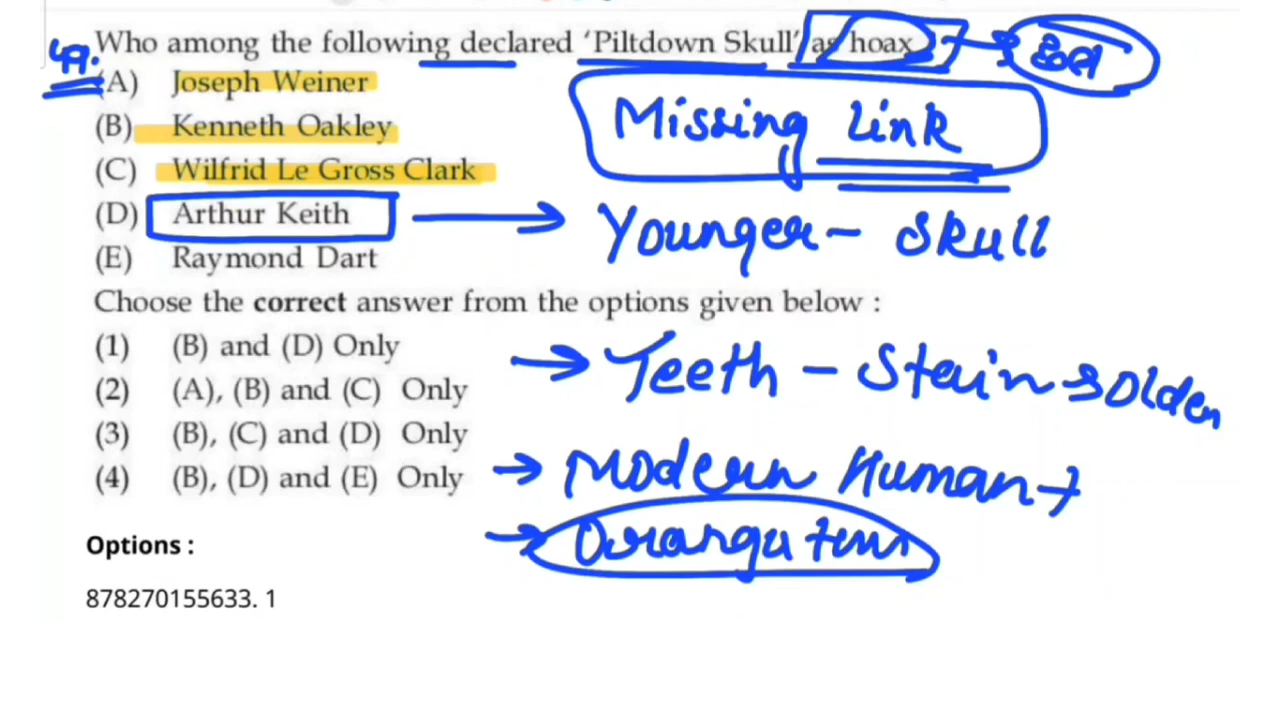 49. Who among the following declared ‘Piltdown Skull’ as hoax
(A) Joseph Weiner
(B) Kenneth Oakley
(C) Wilfrid Le Gross Clark
(D) Arthur Keith
(E) Raymond Dart
Missing Link
Younger - Skull
Choose the correct answer from the options given below :
(1) (B) and (D) Only
(2) (A), (B) and (C) Only
(3) (B), (C) and (D) Only
(4) (B), (D) and (E) Only
→ Teeth - Stain
Olden
→ Modern Human +
→ Orangutan
Options :
878270155633. 1